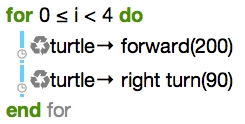 for 0 ≤ i < 4 do
turtle→ forward(200)
turtle→ right turn(90)
end for